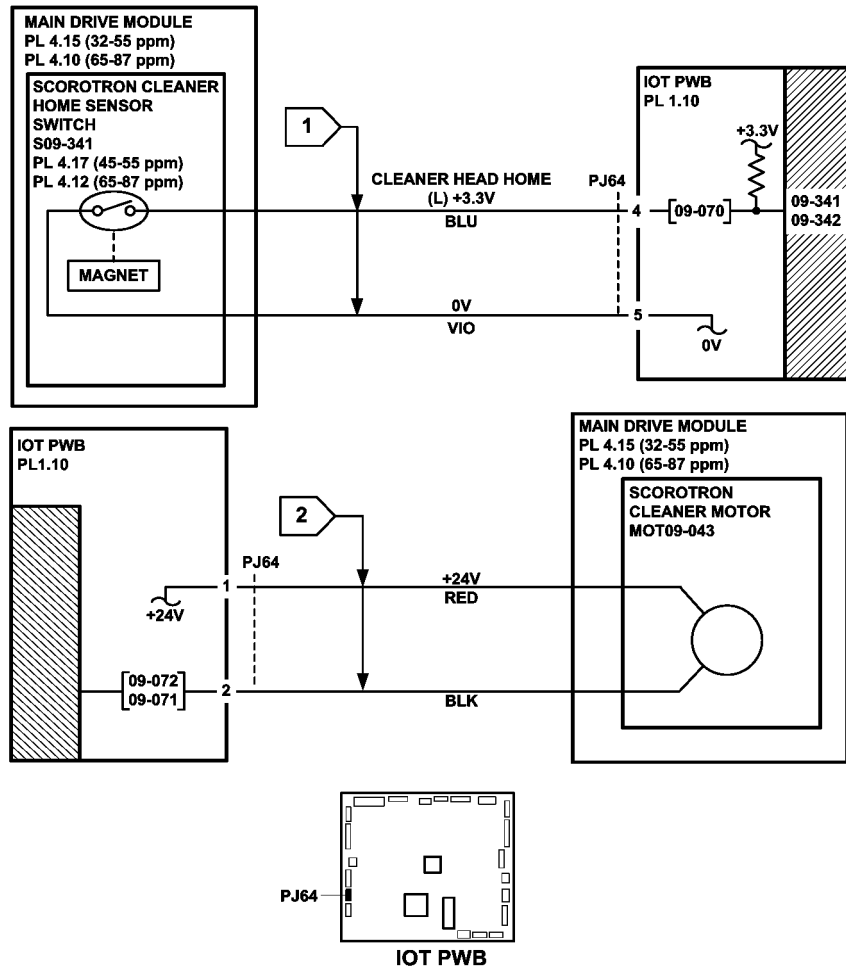 MAIN DRIVE MODULE
PL 4.15 (32-55 ppm)
PL 4.10 (65-87 ppm)
SCOROTRON CLEANER
HOME SENSOR
SWITCH
S09-341
PL 4.17 (45-55 ppm)
PL 4.12 (65-87 ppm)
MAGNET
1
CLEANER HEAD HOME
(L) +3.3V
BLU
0V
VIO
PJ64
4
5
IOT PWB
PL 1.10
+3.3V
09-070
09-341
09-342
0V
IOT PWB
PL1.10
+24V
09-072
09-071
1
2
PJ64
2
+24V
RED
BLK
MAIN DRIVE MODULE
PL 4.15 (32-55 ppm)
PL 4.10 (65-87 ppm)
SCOROTRON
CLEANER MOTOR
MOT09-043
PJ64
IOT PWB